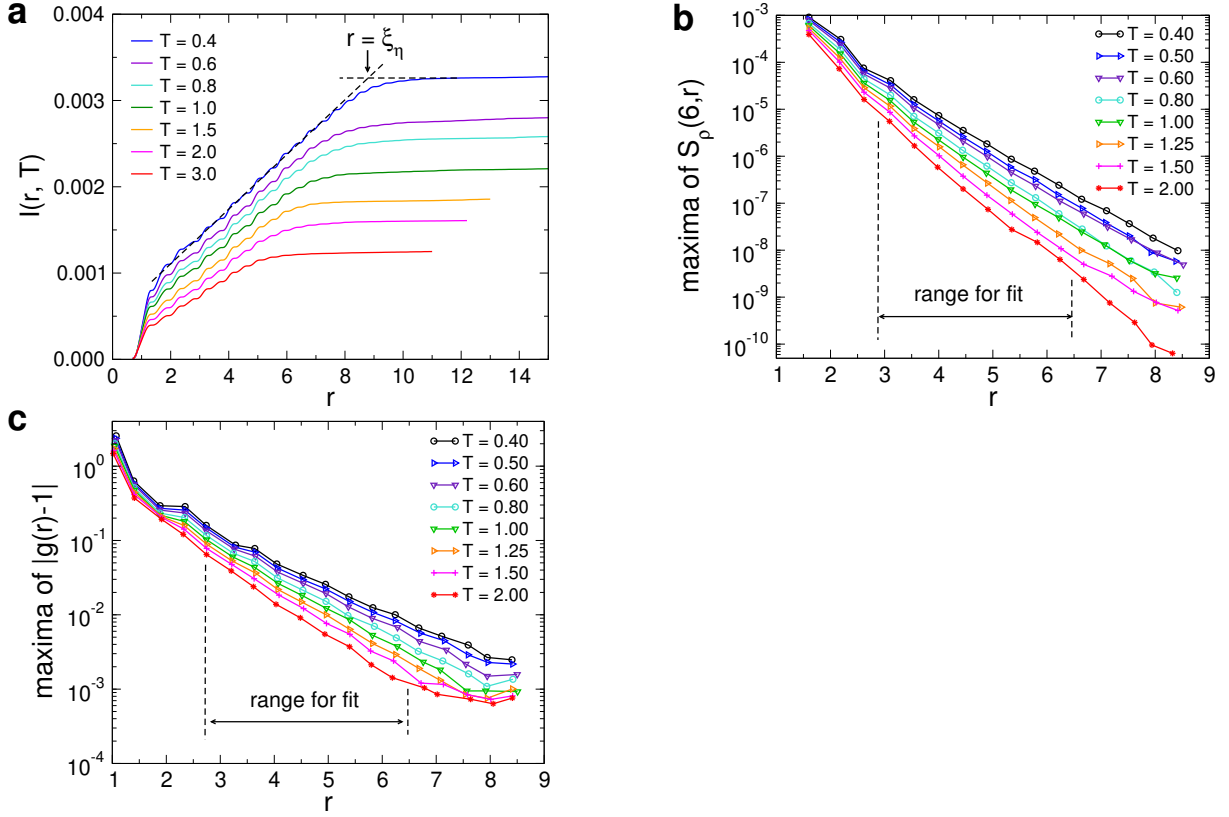 a
I(r, T)
0.004
0.003
0.002
0.001
0.000
T = 0.4
T = 0.6
T = 0.8
T = 1.0
T = 1.5
T = 2.0
T = 3.0
r = ξη
0 2 4 6 8 10 12 14
r
b
maxima of Sρ(6,r)
10-3
10-4
10-5
10-6
10-7
10-8
10-9
10-10
T = 0.40
T = 0.50
T = 0.60
T = 0.80
T = 1.00
T = 1.25
T = 1.50
T = 2.00
range for fit
1 2 3 4 5 6 7 8 9
r
c
maxima of |g(r)-1|
100
10-1
10-2
10-3
10-4
T = 0.40
T = 0.50
T = 0.60
T = 0.80
T = 1.00
T = 1.25
T = 1.50
T = 2.00
range for fit
1 2 3 4 5 6 7 8 9
r